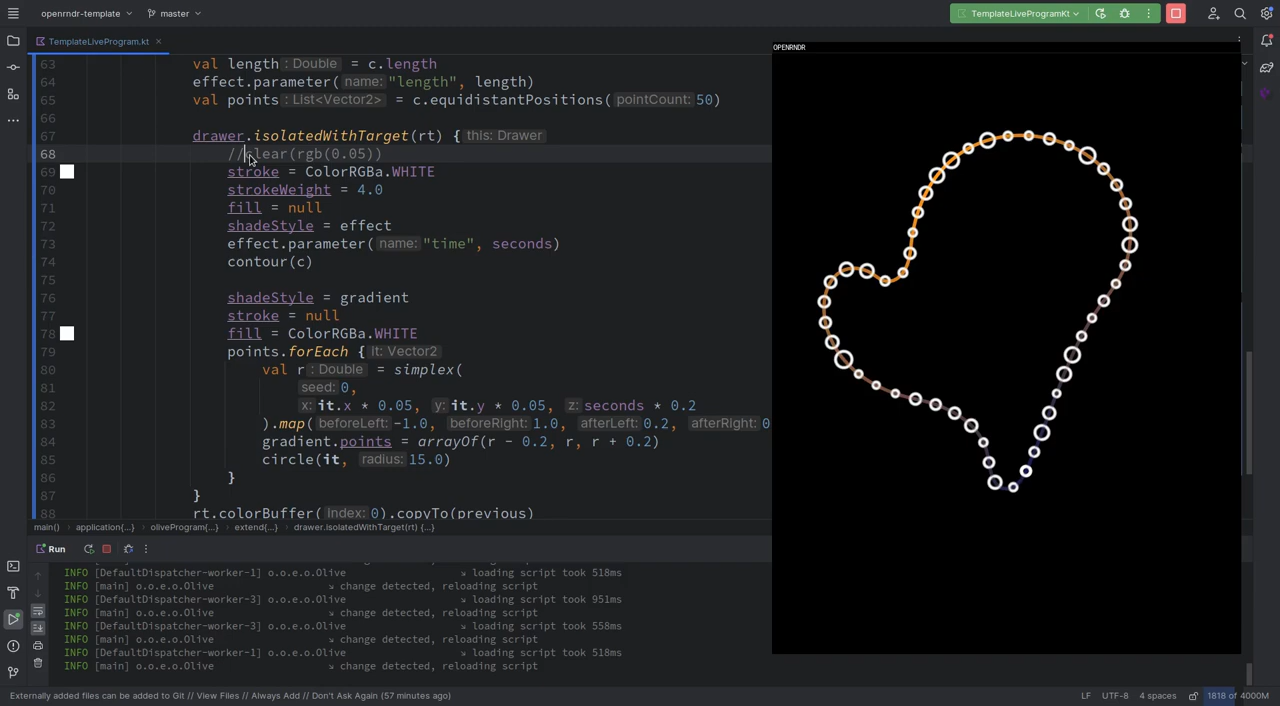 openrndr-template
master
TemplateLiveProgramKt
TemplateLiveProgram.kt
OPENRNDR
63 val length : Double = c.length
64 effect.parameter( name: "length", length)
65 val points : List<Vector2> = c.equidistantPositions( pointCount: 50)
66
67 drawer.isolatedWithTarget(rt) { this: Drawer
68 //clear(rgb(0.05))
69 stroke = ColorRGBa.WHITE
70 strokeWeight = 4.0
71 fill = null
72 shadeStyle = effect
73 effect.parameter( name: "time", seconds)
74 contour(c)
75
76 shadeStyle = gradient
77 stroke = null
78 fill = ColorRGBa.WHITE
79 points.forEach { it: Vector2
80 val r : Double = simplex(
81 seed: 0,
82 x: it.x * 0.05, y: it.y * 0.05, z: seconds * 0.2
83 ).map( beforeLeft: -1.0, beforeRight: 1.0, afterLeft: 0.2, afterRight: 0
84 gradient.points = arrayOf(r - 0.2, r, r + 0.2)
85 circle(it, radius: 15.0)
86 }
87 }
88 rt.colorBuffer( index: 0).copyTo(previous)
main() application{...} oliveProgram{...} extend{...} drawer.isolatedWithTarget(rt) {...}
Run
INFO [DefaultDispatcher-worker-1] o.o.e.o.Olive ↘ loading script took 518ms
INFO [main] o.o.e.o.Olive ↘ change detected, reloading script
INFO [DefaultDispatcher-worker-3] o.o.e.o.Olive ↘ loading script took 951ms
INFO [main] o.o.e.o.Olive ↘ change detected, reloading script
INFO [DefaultDispatcher-worker-3] o.o.e.o.Olive ↘ loading script took 558ms
INFO [main] o.o.e.o.Olive ↘ change detected, reloading script
INFO [DefaultDispatcher-worker-1] o.o.e.o.Olive ↘ loading script took 518ms
INFO [main] o.o.e.o.Olive ↘ change detected, reloading script
Externally added files can be added to Git // View Files // Always Add // Don't Ask Again (57 minutes ago)
LF UTF-8 4 spaces 1818 of 4000M